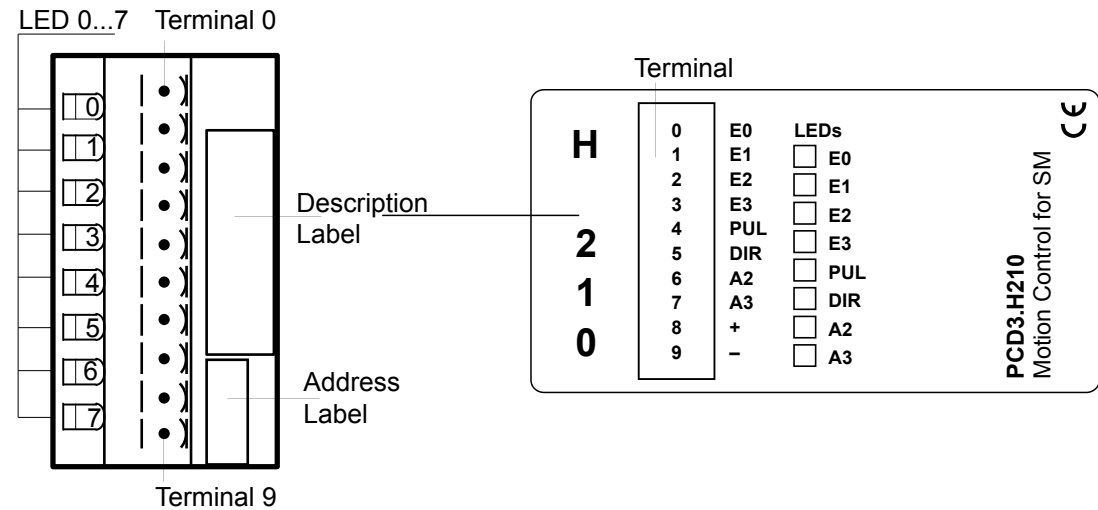 LED 0...7 Terminal 0
0
1
2
3
4
5
6
7
Description
Label
Address
Label
Terminal 9
Terminal
H
2
1
0
0 E0 LEDs
1 E1 E0
2 E2 E1
3 E3 E2
4 PUL E3
5 DIR PUL
6 A2 DIR
7 A3 A2
8 + A3
9 –
PCD3.H210
Motion Control for SM
CE